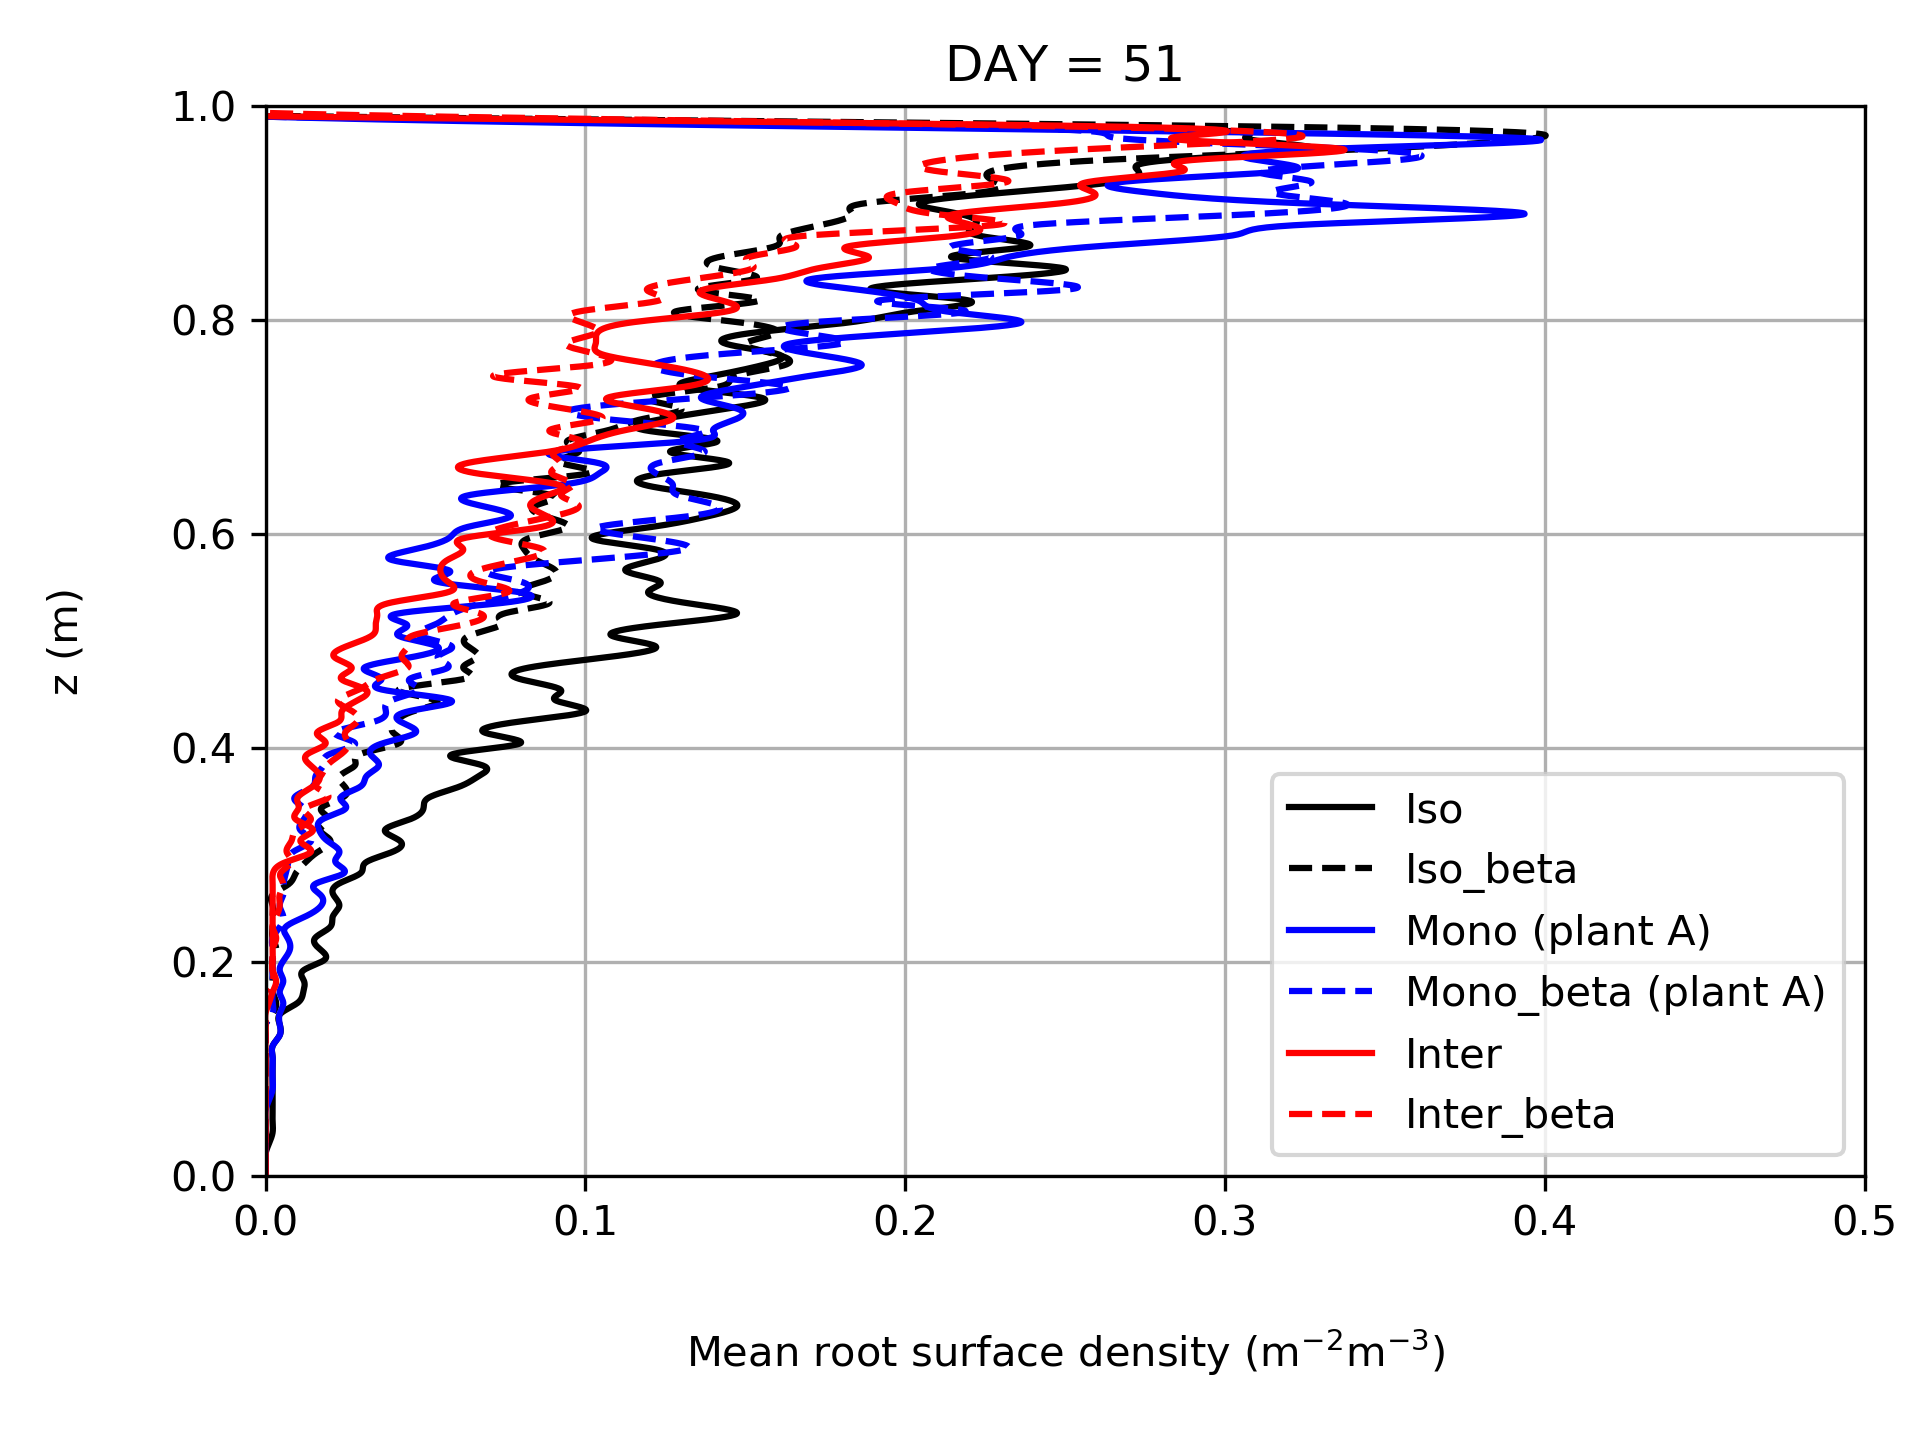 DAY = 51
1.0
0.8
0.6
0.4
0.2
0.0
z (m)
0.0 0.1 0.2 0.3 0.4 0.5
Mean root surface density (m⁻²m⁻³)
Iso
Iso_beta
Mono (plant A)
Mono_beta (plant A)
Inter
Inter_beta